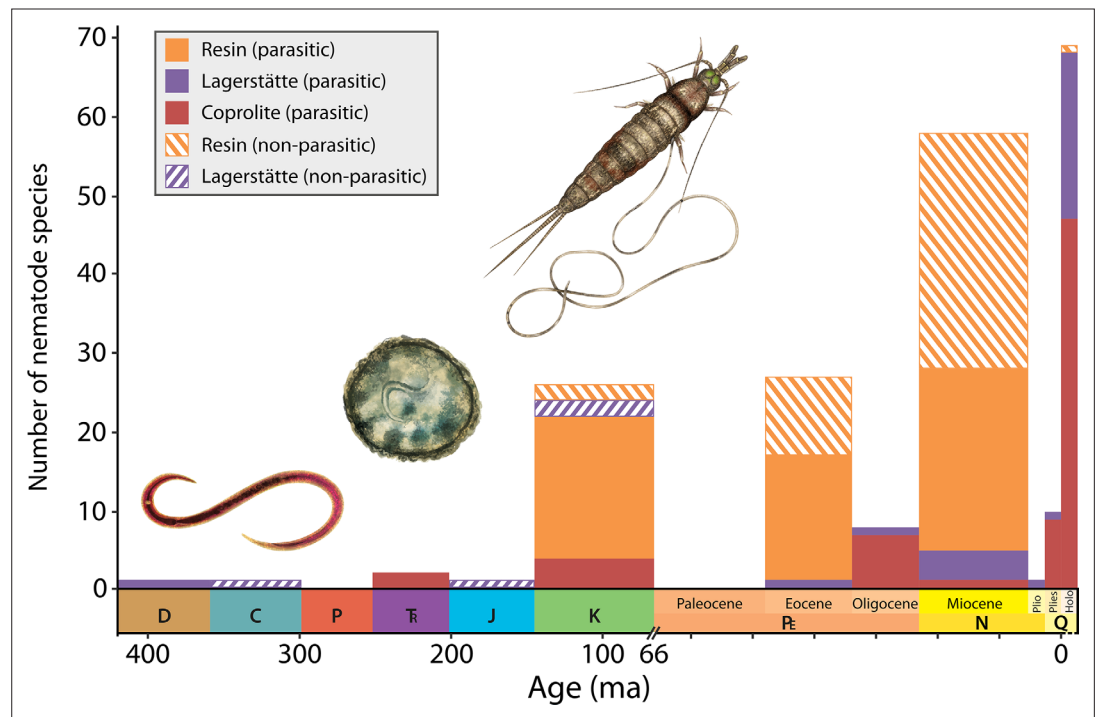 70
60
50
40
30
20
10
0
Number of nematode species
Resin (parasitic)
Lagerstätte (parasitic)
Coprolite (parasitic)
Resin (non-parasitic)
Lagerstätte (non-parasitic)
D C P TR J K
Paleocene Eocene Oligocene Miocene Plio Plies Holo
PE N Q
400 300 200 100 66 0
Age (ma)